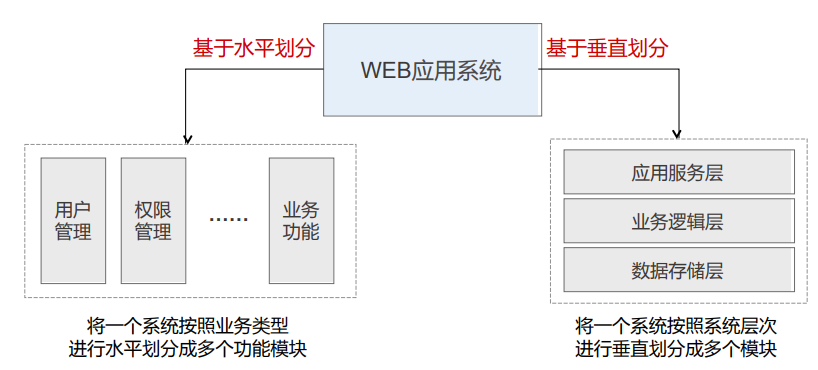 基于水平划分
WEB应用系统
基于垂直划分
用户
管理
权限
管理
……
业务
功能
应用服务层
业务逻辑层
数据存储层
将一个系统按照业务类型
进行水平划分成多个功能模块
将一个系统按照系统层次
进行垂直划分成多个模块